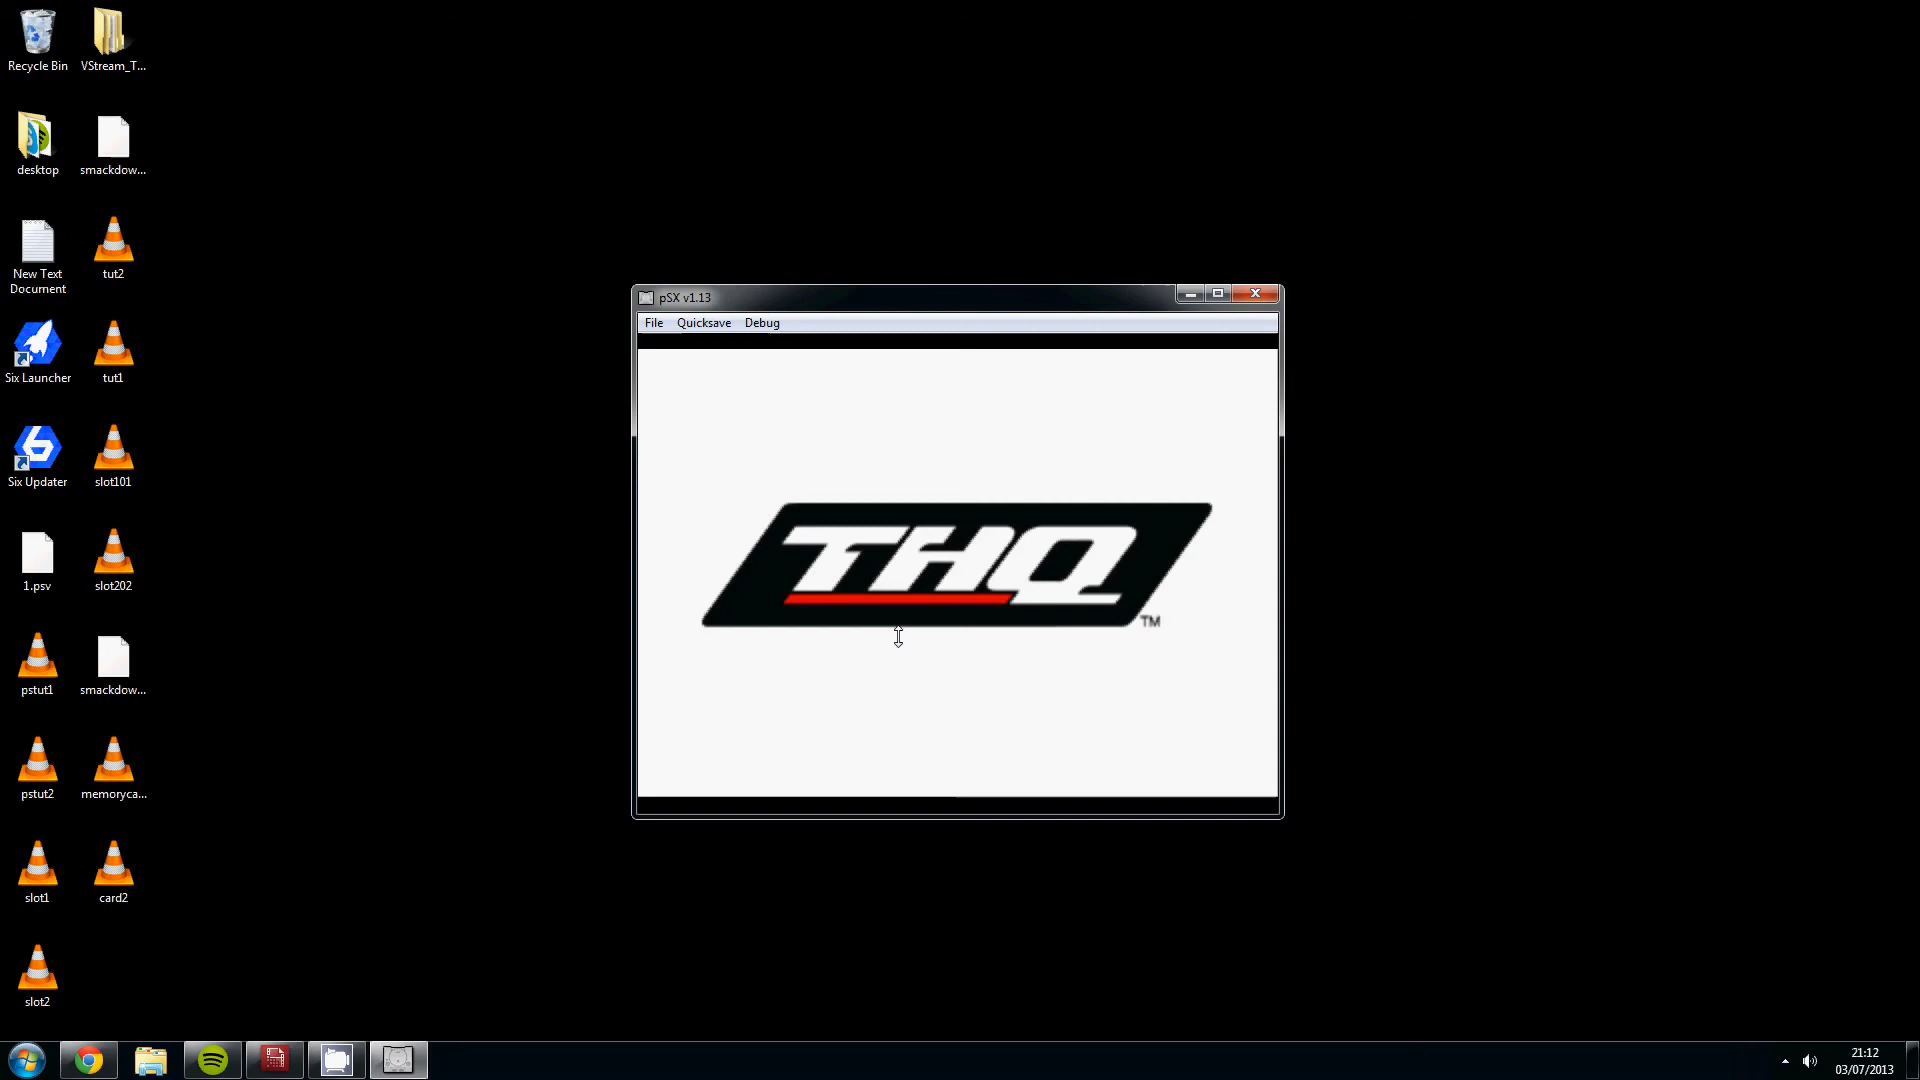 Recycle Bin
VStream_T...
desktop
smackdow...
New Text
Document
tut2
Six Launcher
tut1
Six Updater
slot101
1.psv
slot202
pstut1
smackdow...
pstut2
memoryca...
slot1
card2
slot2
pSX v1.13
File Quicksave Debug
THQ
TM
21:12
03/07/2013